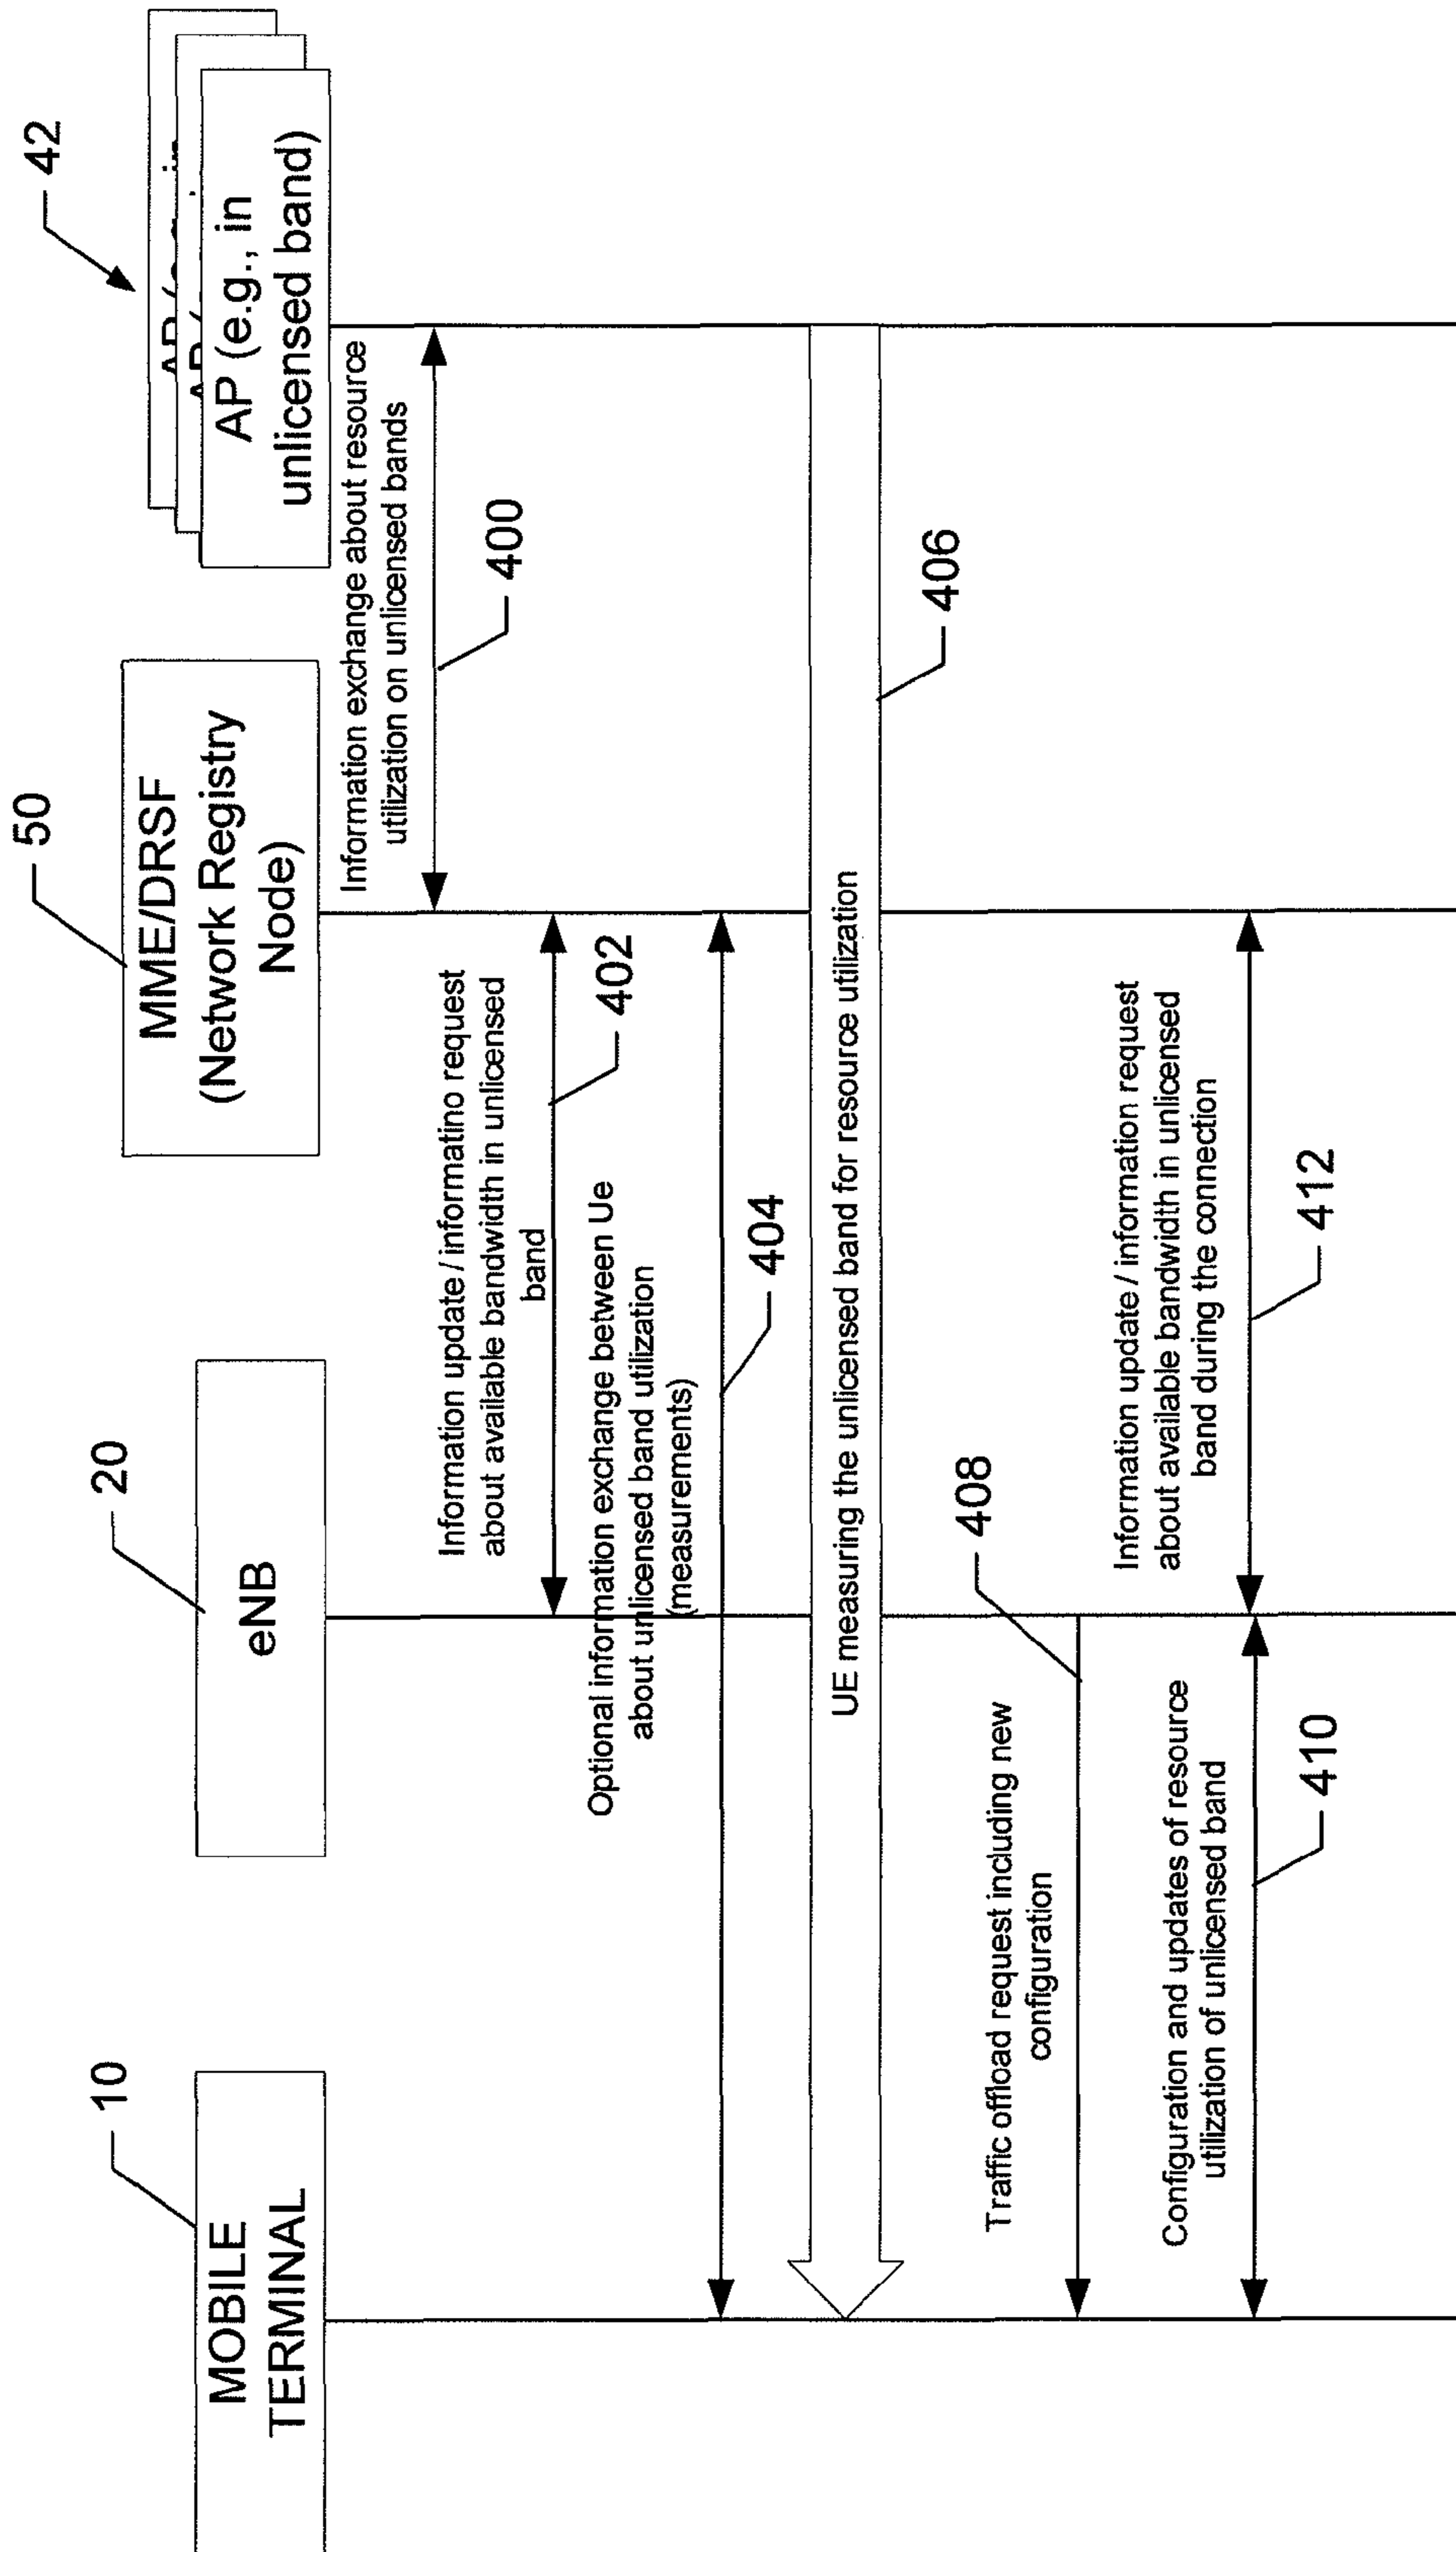 10
MOBILE
TERMINAL
20
eNB
50
MME/DRSF
(Network Registry
Node)
42
AP (e.g., in
unlicensed band)
Information exchange about resource
utilization on unlicensed bands
400
Information update / informatino request
about available bandwidth in unlicensed
band
402
Optional information exchange between Ue
about unlicensed band utilization
(measurements)
404
UE measuring the unlicensed band for resource utilization
406
Traffic offload request including new
configuration
408
Configuration and updates of resource
utilization of unlicensed band
410
Information update / information request
about available bandwidth in unlicensed
band during the connection
412